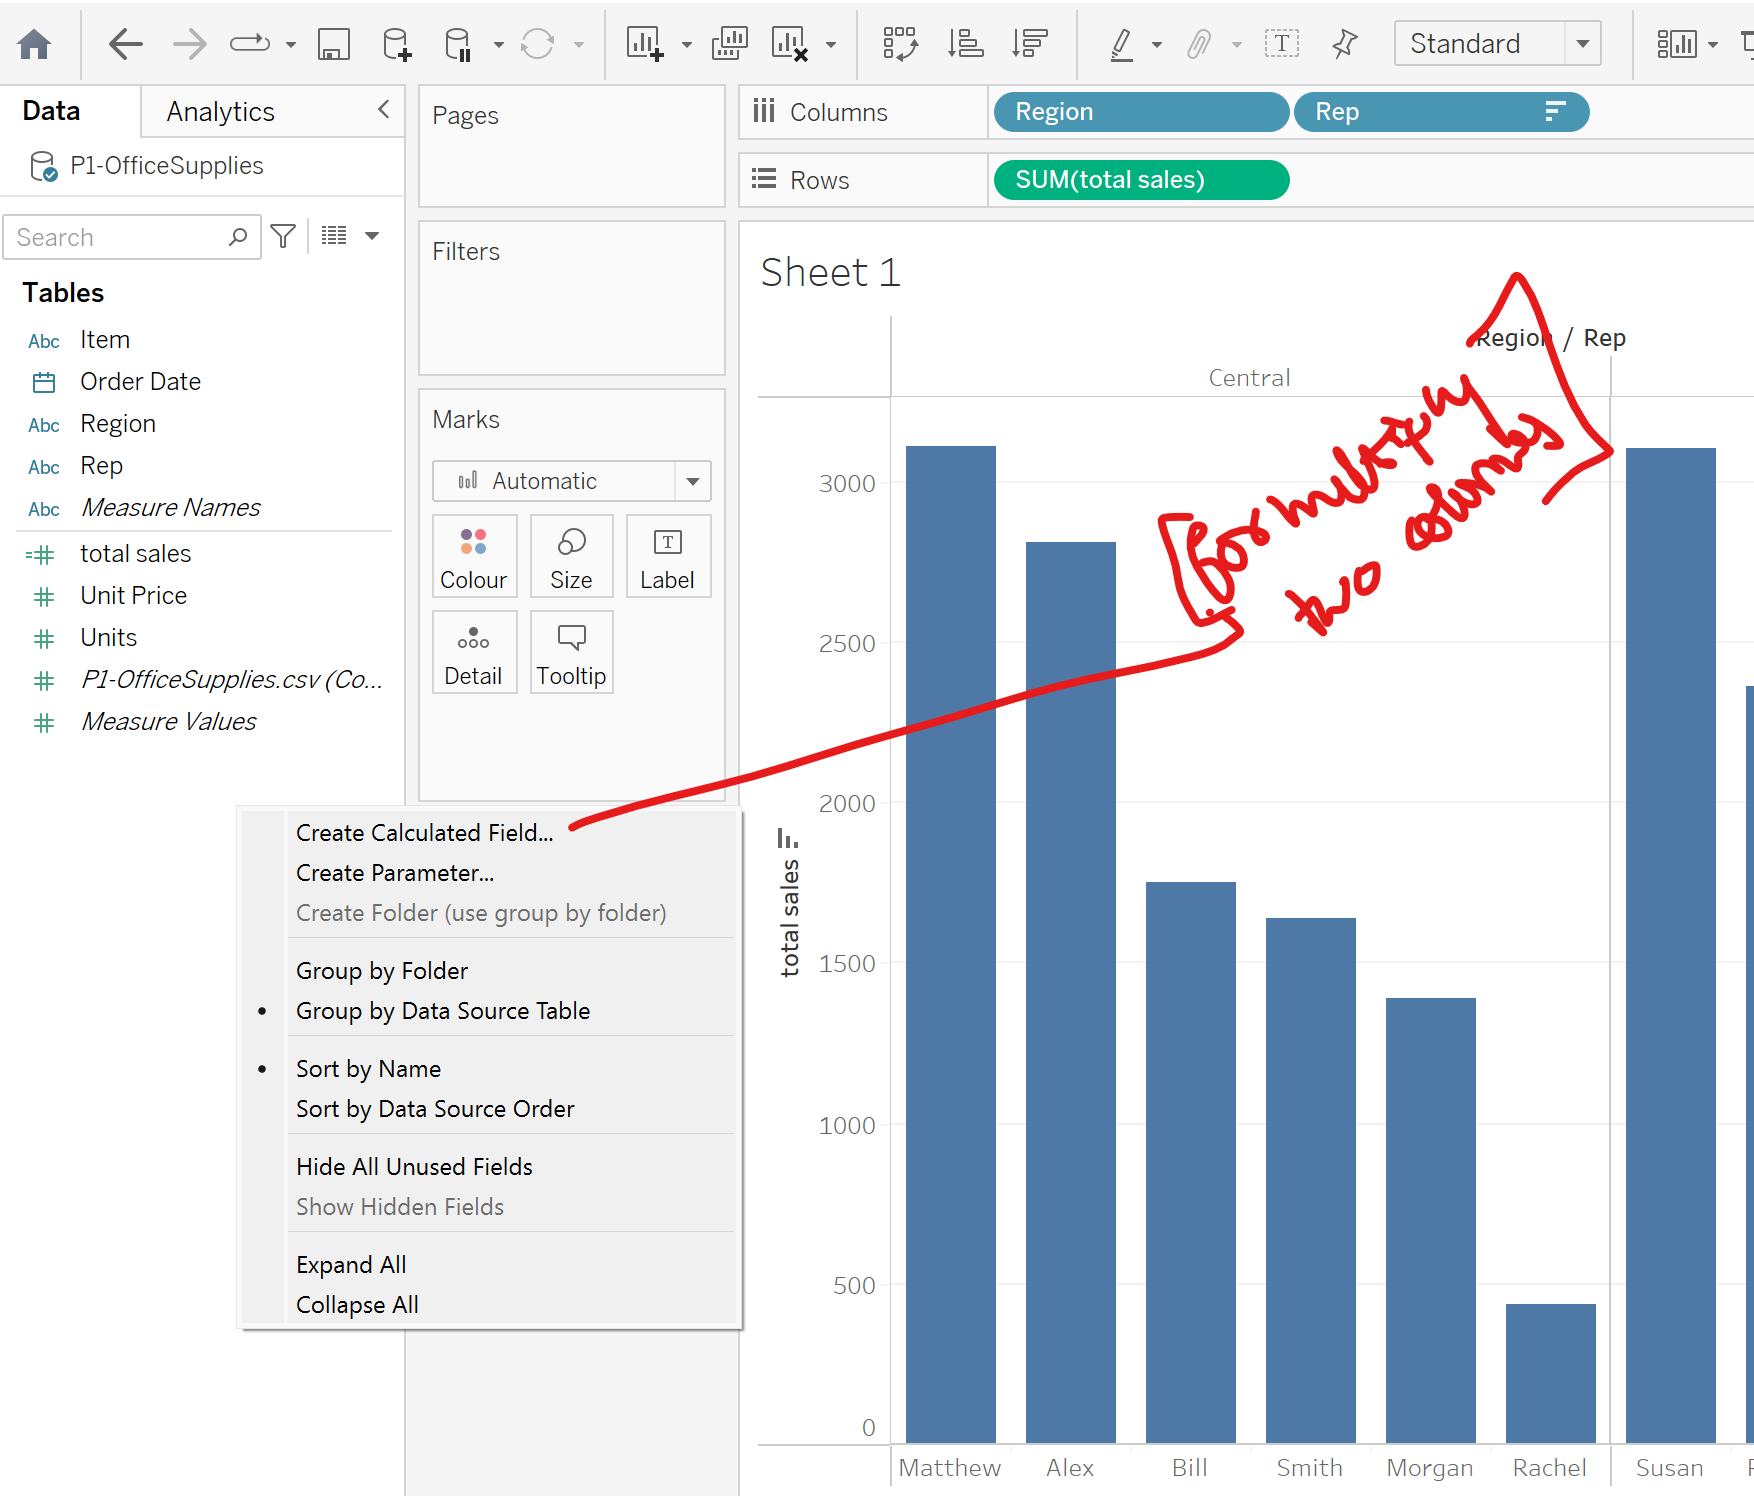 Standard
Data
Analytics
P1-OfficeSupplies
Search
Tables
Abc Item
Order Date
Abc Region
Abc Rep
Abc Measure Names
total sales
Unit Price
Units
P1-OfficeSupplies.csv (Co...
Measure Values
Pages
Filters
Marks
Automatic
Colour
Size
T
Label
Detail
Tooltip
Columns
Region
Rep
Rows
SUM(total sales)
Sheet 1
Region / Rep
Central
[for multiply
two columns]
3000
2500
2000
1500
1000
500
0
total sales
Matthew
Alex
Bill
Smith
Morgan
Rachel
Susan
Create Calculated Field...
Create Parameter...
Create Folder (use group by folder)
Group by Folder
• Group by Data Source Table
• Sort by Name
Sort by Data Source Order
Hide All Unused Fields
Show Hidden Fields
Expand All
Collapse All